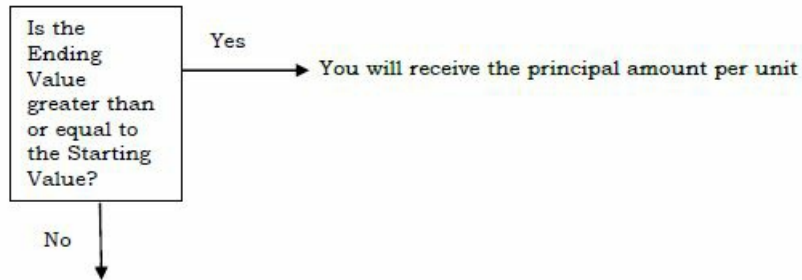 Is the
Ending
Value
greater than
or equal to
the Starting
Value?
Yes
You will receive the principal amount per unit
No